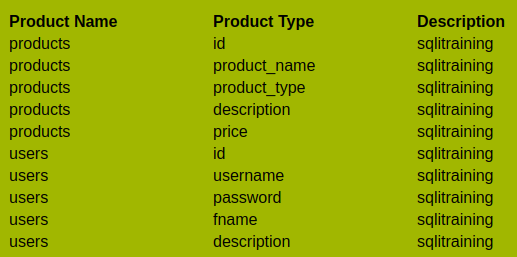 Product Name Product Type Description
products id sqlitraining
products product_name sqlitraining
products product_type sqlitraining
products description sqlitraining
products price sqlitraining
users id sqlitraining
users username sqlitraining
users password sqlitraining
users fname sqlitraining
users description sqlitraining